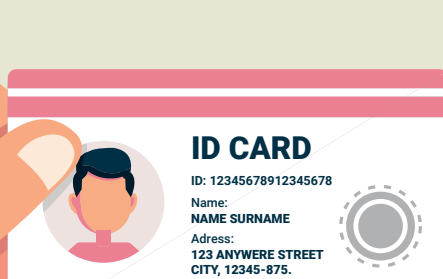 ID CARD
ID: 12345678912345678
Name:
NAME SURNAME
Adress:
123 ANYWERE STREET
CITY, 12345-875.